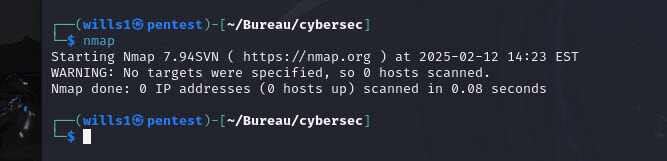 ┌──(wills1㉿pentest)-[~/Bureau/cybersec]
└─$ nmap
Starting Nmap 7.94SVN ( https://nmap.org ) at 2025-02-12 14:23 EST
WARNING: No targets were specified, so 0 hosts scanned.
Nmap done: 0 IP addresses (0 hosts up) scanned in 0.08 seconds
┌──(wills1㉿pentest)-[~/Bureau/cybersec]
└─$